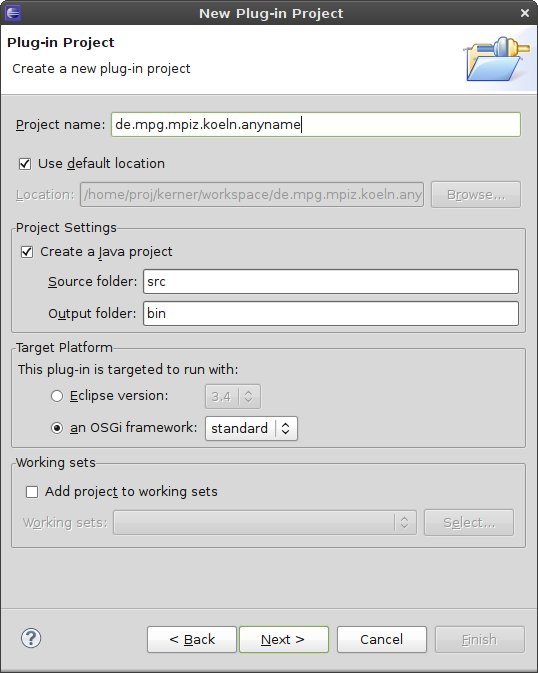 New Plug-in Project
Plug-in Project
Create a new plug-in project
Project name: de.mpg.mpiz.koeln.anyname
Use default location
Location: /home/proj/kerner/workspace/de.mpg.mpiz.koeln.any Browse...
Project Settings
Create a Java project
Source folder: src
Output folder: bin
Target Platform
This plug-in is targeted to run with:
Eclipse version: 3.4
an OSGi framework: standard
Working sets
Add project to working sets
Working sets: Select...
? < Back Next > Cancel Finish